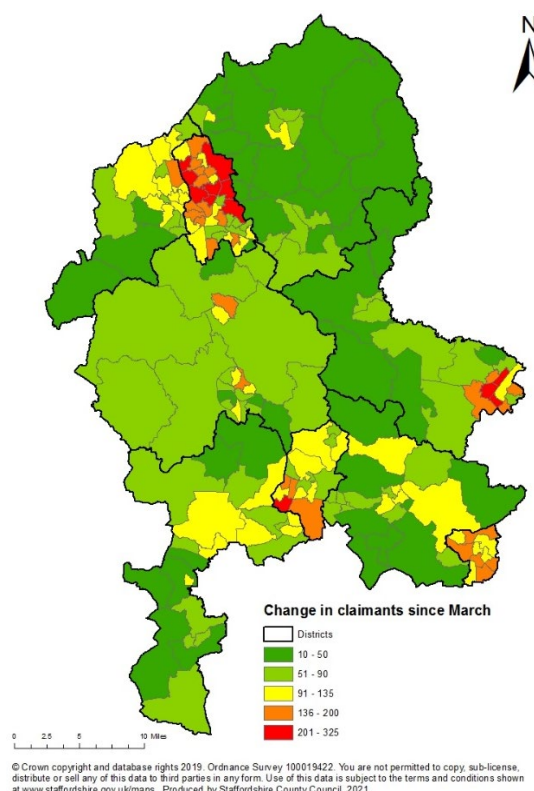 N
Change in claimants since March
Districts
10 - 50
51 - 90
91 - 135
136 - 200
201 - 325
0 2.5 5 10 Miles
© Crown copyright and database rights 2019. Ordnance Survey 100019422. You are not permitted to copy, sub-license,
distribute or sell any of this data to third parties in any form. Use of this data is subject to the terms and conditions shown
at www.staffordshire.gov.uk/maps. Produced by Staffordshire County Council, 2021